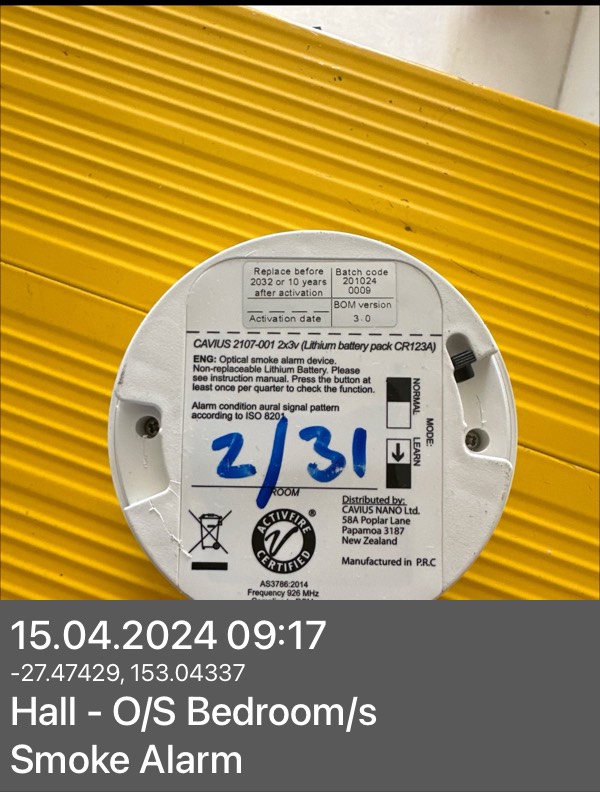 Replace before
2032 or 10 years
after activation
Activation date
Batch code
201024
0009
BOM version
3.0
CAVIUS 2107-001 2x3v (Lithium battery pack CR123A)
ENG: Optical smoke alarm device.
Non-replaceable Lithium Battery. Please
see instruction manual. Press the button at
least once per quarter to check the function.
Alarm condition aural signal pattern
according to ISO 8201
NORMAL
MODE:
LEARN
2/31
ROOM
ACTIVFIRE
CERTIFIED
®
Distributed by:
CAVIUS NANO Ltd.
58A Poplar Lane
Papamoa 3187
New Zealand
Manufactured in P.R.C
AS3786:2014
Frequency 926 MHz
15.04.2024 09:17
-27.47429, 153.04337
Hall - O/S Bedroom/s
Smoke Alarm